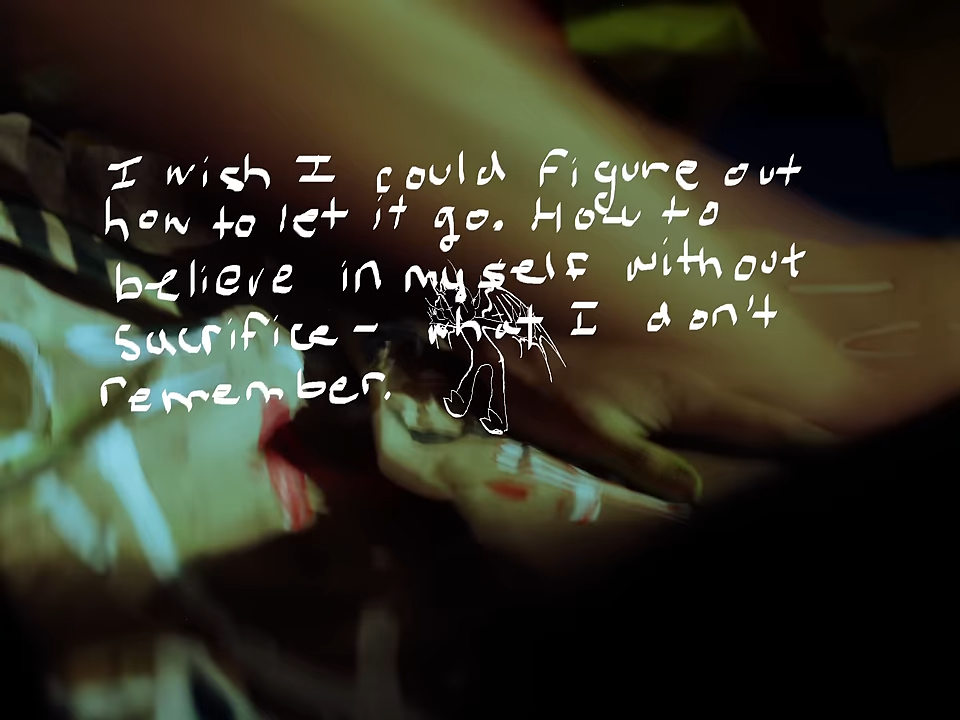 I wish I could figure out
how to let it go. How to
believe in myself without
sacrifice - what I don't
remember.